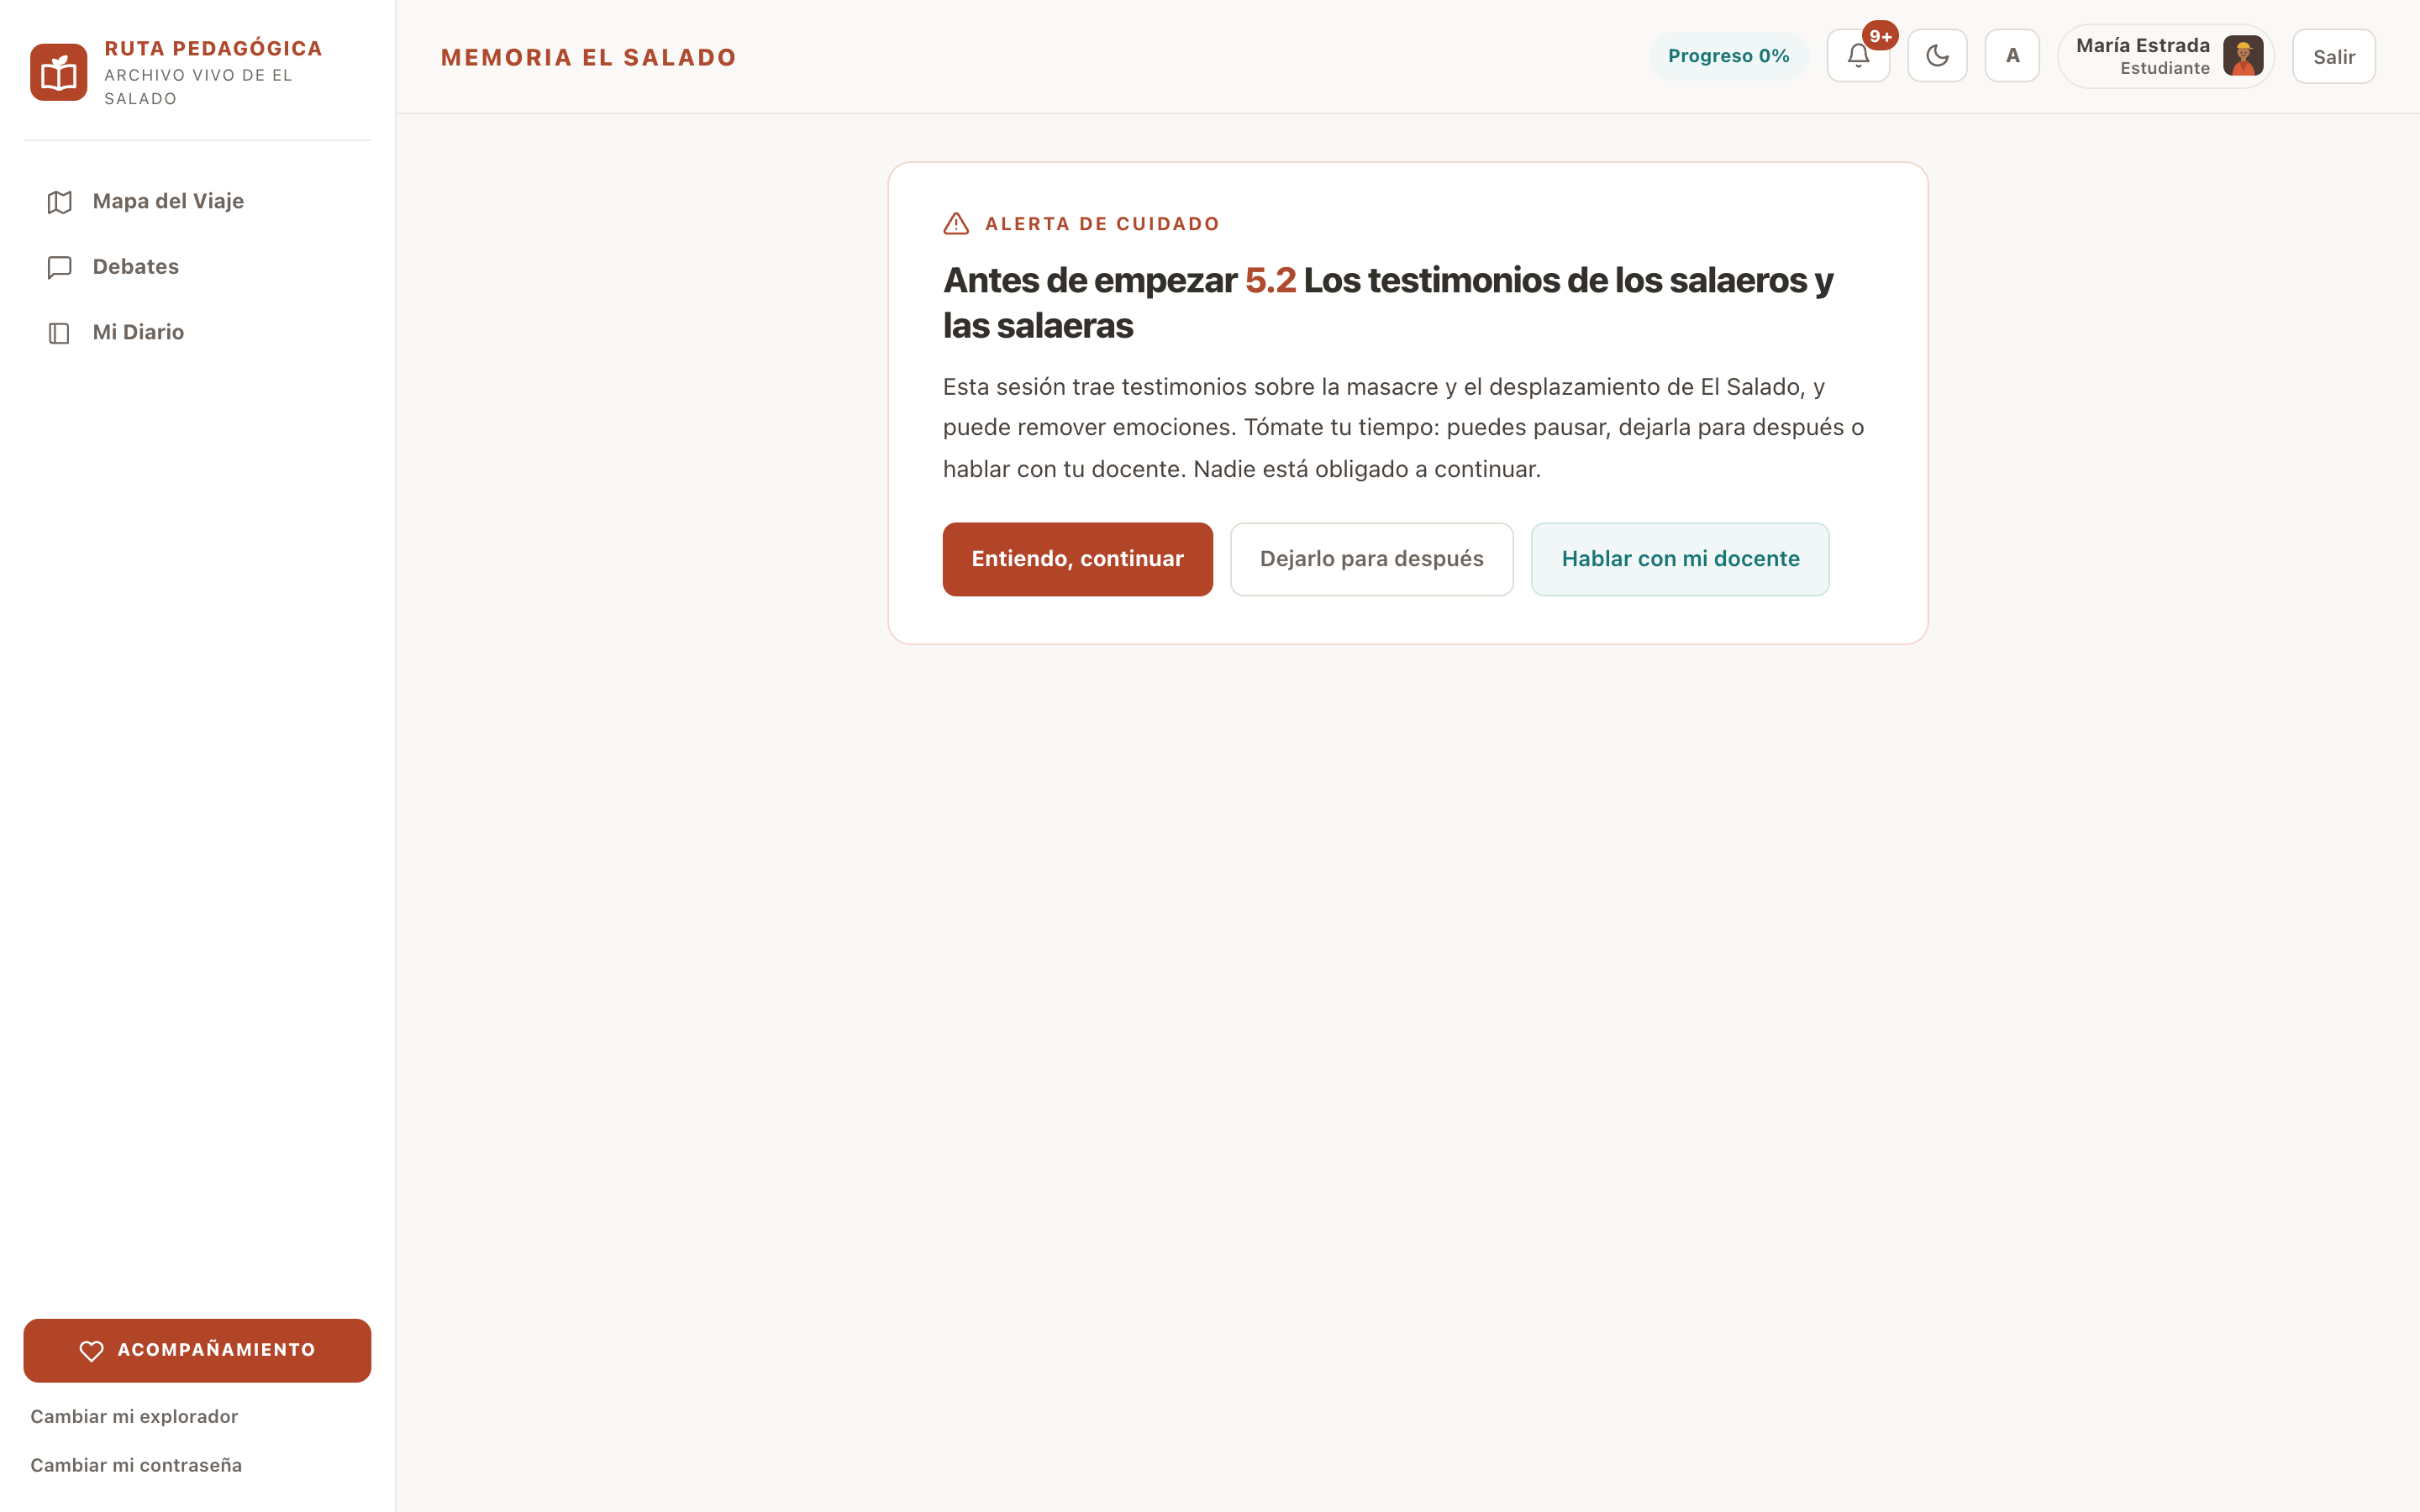 RUTA PEDAGÓGICA
ARCHIVO VIVO DE EL
SALADO
Mapa del Viaje
Debates
Mi Diario
ACOMPAÑAMIENTO
Cambiar mi explorador
Cambiar mi contraseña
MEMORIA EL SALADO
Progreso 0%
9+
A
María Estrada
Estudiante
Salir
ALERTA DE CUIDADO
Antes de empezar 5.2 Los testimonios de los salaeros y
las salaeras
Esta sesión trae testimonios sobre la masacre y el desplazamiento de El Salado, y
puede remover emociones. Tómate tu tiempo: puedes pausar, dejarla para después o
hablar con tu docente. Nadie está obligado a continuar.
Entiendo, continuar
Dejarlo para después
Hablar con mi docente